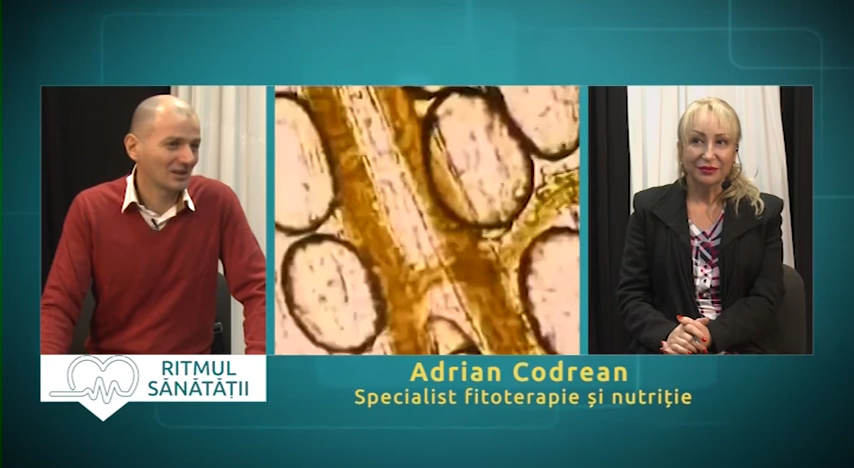 RITMUL
SĂNĂTĂȚII
Adrian Codrean
Specialist fitoterapie și nutriție